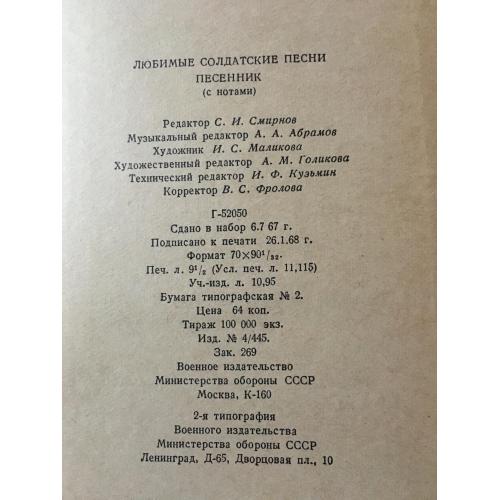 ЛЮБИМЫЕ СОЛДАТСКИЕ ПЕСНИ
ПЕСЕННИК
(с нотами)
Редактор С. И. Смирнов
Музыкальный редактор А. А. Абрамов
Художник И. С. Маликова
Художественный редактор А. М. Голикова
Технический редактор И. Ф. Кузьмин
Корректор В. С. Фролова
Г-52050
Сдано в набор 6.7 67 г.
Подписано к печати 26.1.68 г.
Формат 70×90¹/₃₂.
Печ. л. 9¹/₂ (Усл. печ. л. 11,115)
Уч.-изд. л. 10,95
Бумага типографская № 2.
Цена 64 коп.
Тираж 100 000 экз.
Изд. № 4/445.
Зак. 269
Военное издательство
Министерства обороны СССР
Москва, К-160
2-я типография
Военного издательства
Министерства обороны СССР
Ленинград, Д-65, Дворцовая пл., 10